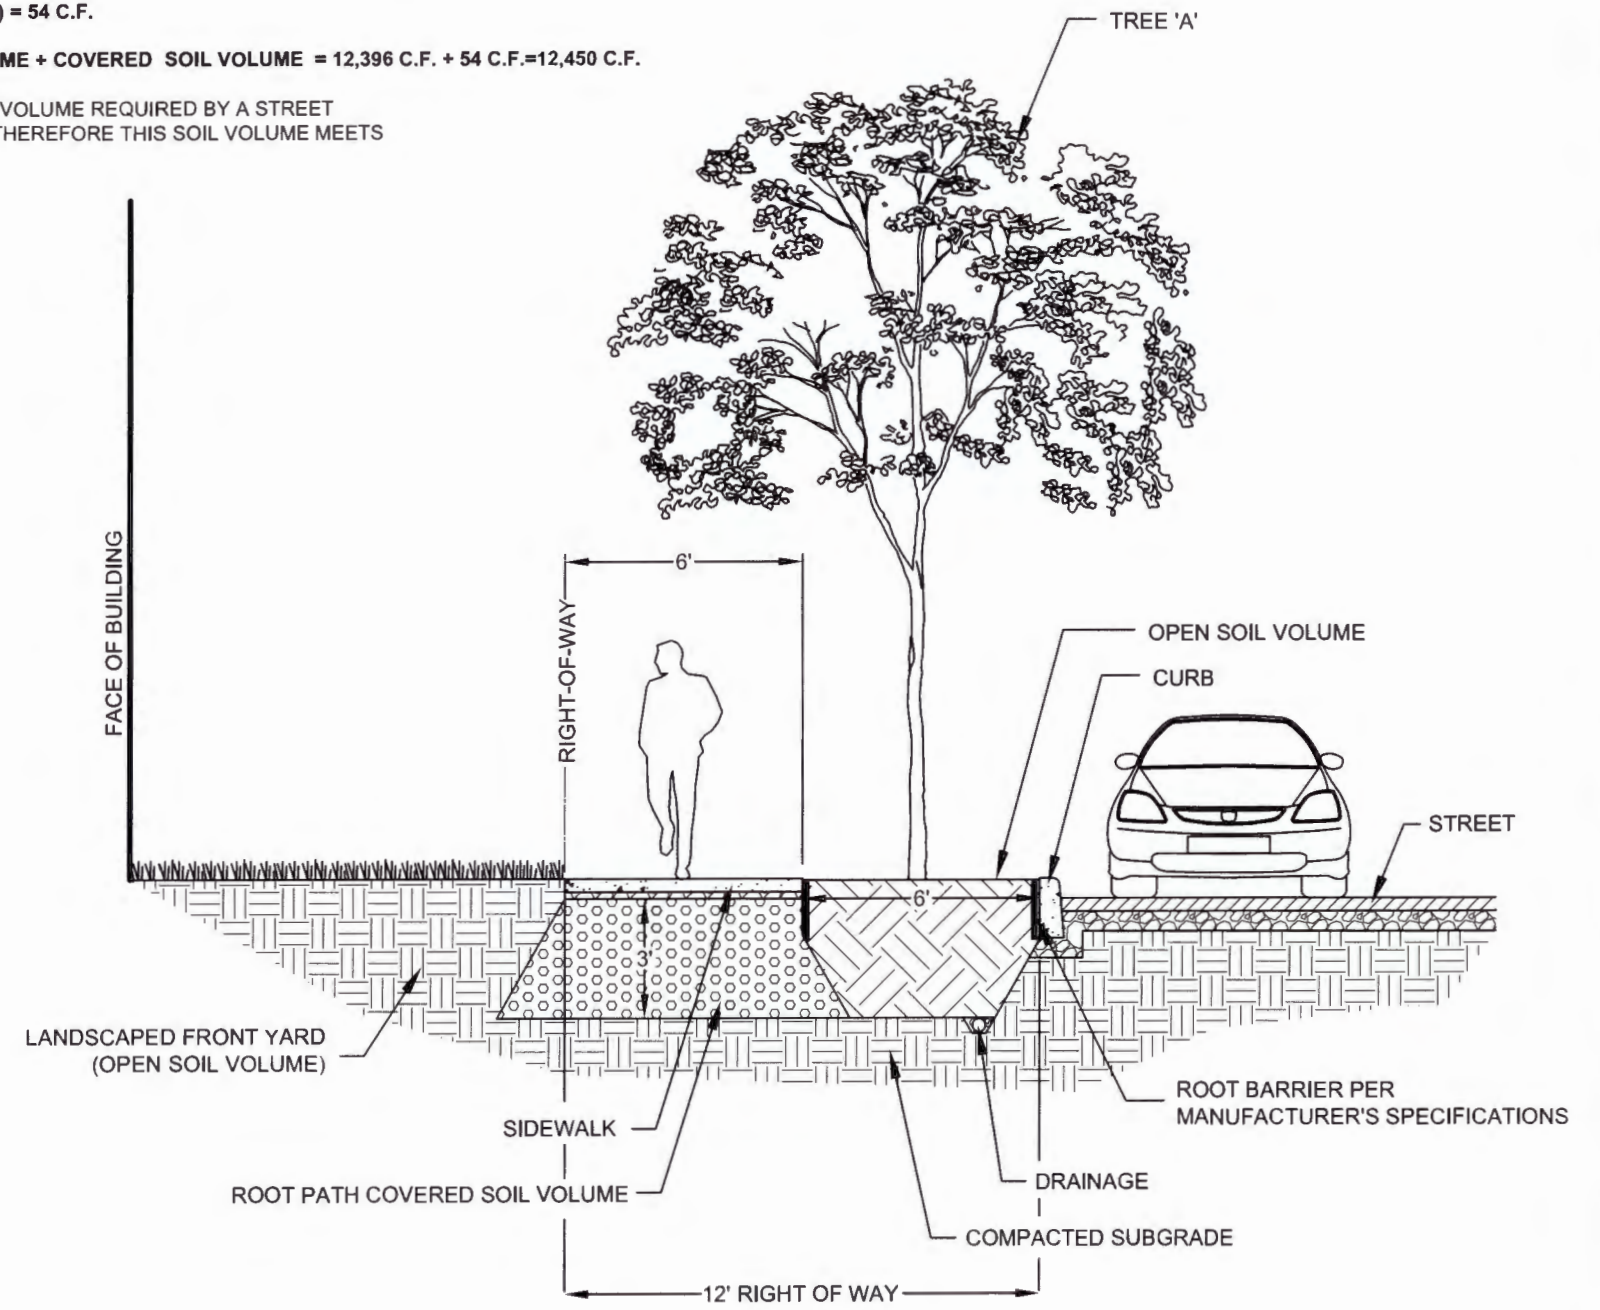 ) = 54 C.F.
ME + COVERED SOIL VOLUME = 12,396 C.F. + 54 C.F.=12,450 C.F.
VOLUME REQUIRED BY A STREET
THEREFORE THIS SOIL VOLUME MEETS
TREE 'A'
FACE OF BUILDING
6'
RIGHT-OF-WAY
OPEN SOIL VOLUME
CURB
STREET
6'
3'
LANDSCAPED FRONT YARD
(OPEN SOIL VOLUME)
SIDEWALK
ROOT PATH COVERED SOIL VOLUME
ROOT BARRIER PER
MANUFACTURER'S SPECIFICATIONS
DRAINAGE
COMPACTED SUBGRADE
12' RIGHT OF WAY